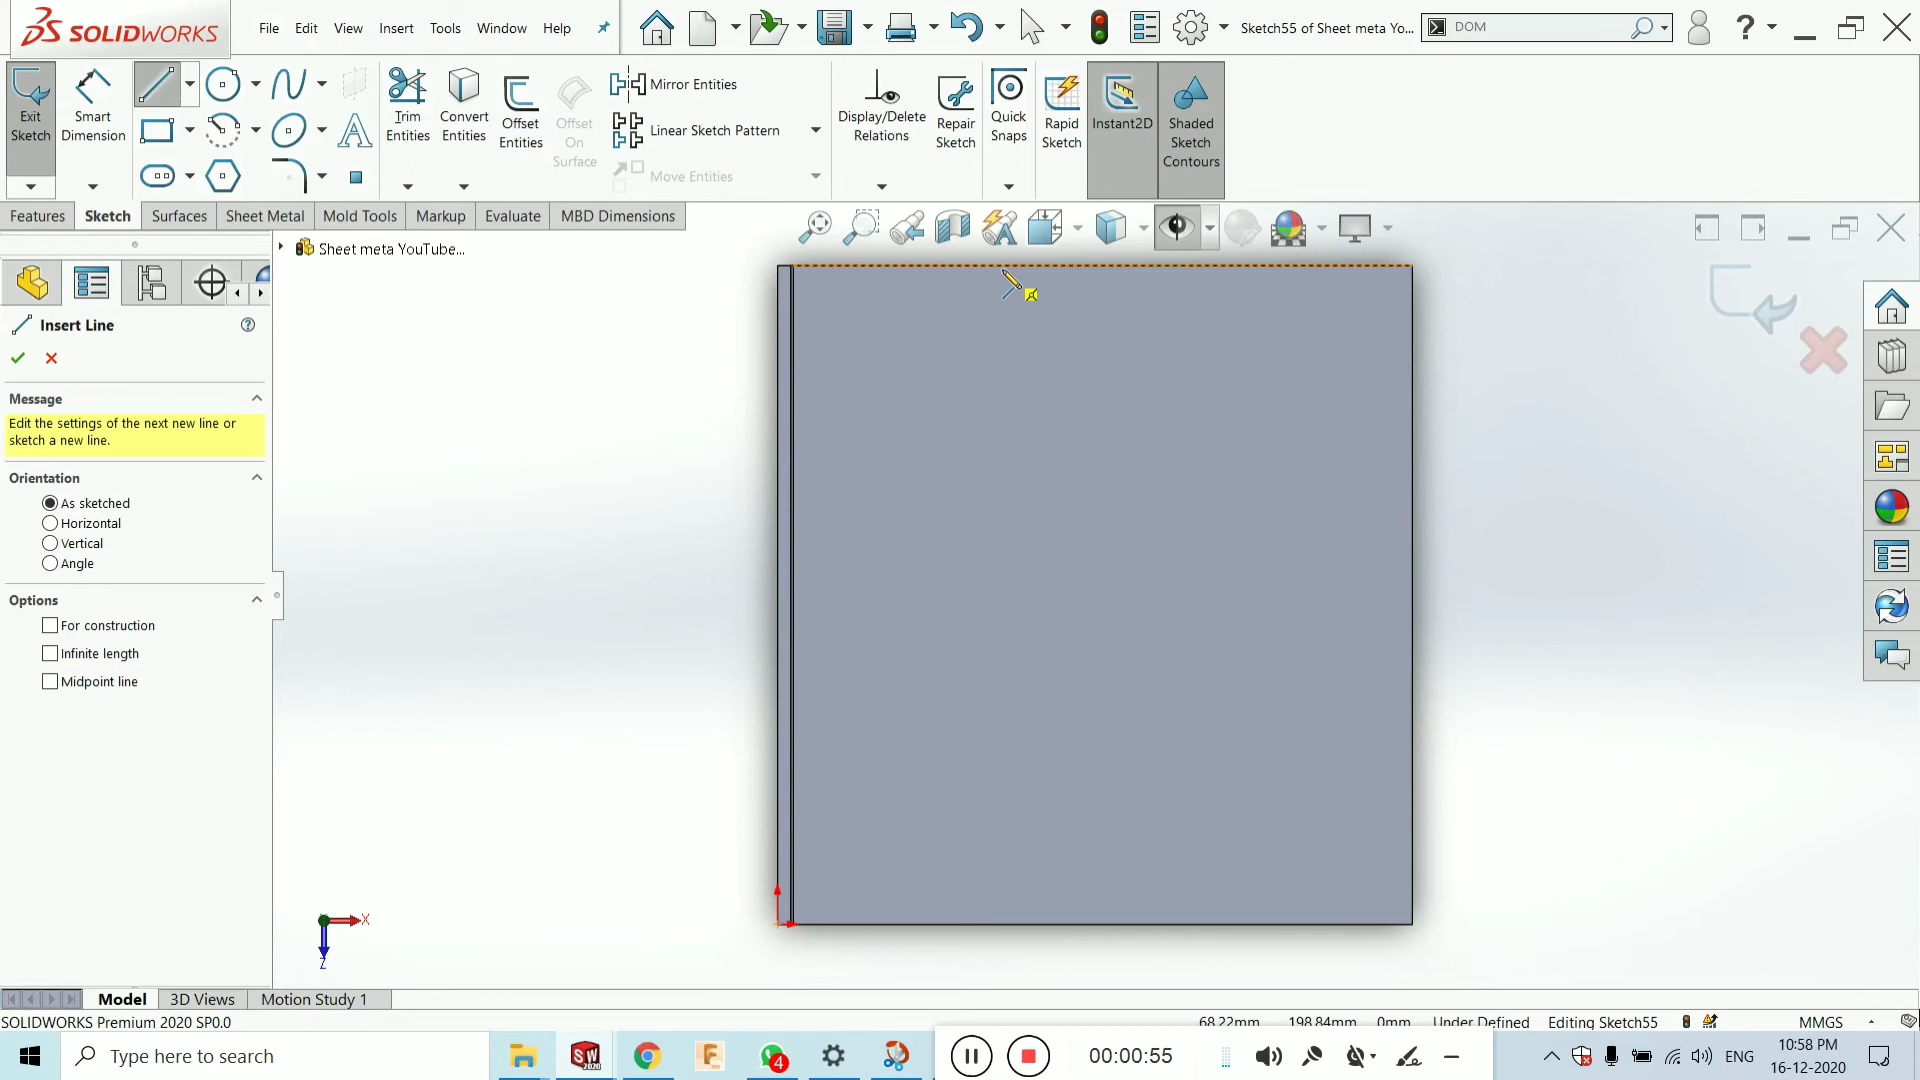 SOLIDWORKS
File Edit View Insert Tools Window Help
Sketch55 of Sheet meta Yo...
DOM
Exit Sketch
Smart Dimension
Trim Entities
Convert Entities
Offset Entities
Offset On Surface
Mirror Entities
Linear Sketch Pattern
Move Entities
Display/Delete Relations
Repair Sketch
Quick Snaps
Rapid Sketch
Instant2D
Shaded Sketch Contours
Features Sketch Surfaces Sheet Metal Mold Tools Markup Evaluate MBD Dimensions
Sheet meta YouTube...
Insert Line
Message
Edit the settings of the next new line or
sketch a new line.
Orientation
As sketched
Horizontal
Vertical
Angle
Options
For construction
Infinite length
Midpoint line
X
Z
Model 3D Views Motion Study 1
SOLIDWORKS Premium 2020 SP0.0
68.22mm 198.84mm 0mm Under Defined Editing Sketch55 MMGS
Type here to search
SW
2020
4
00:00:55
ENG
10:58 PM
16-12-2020